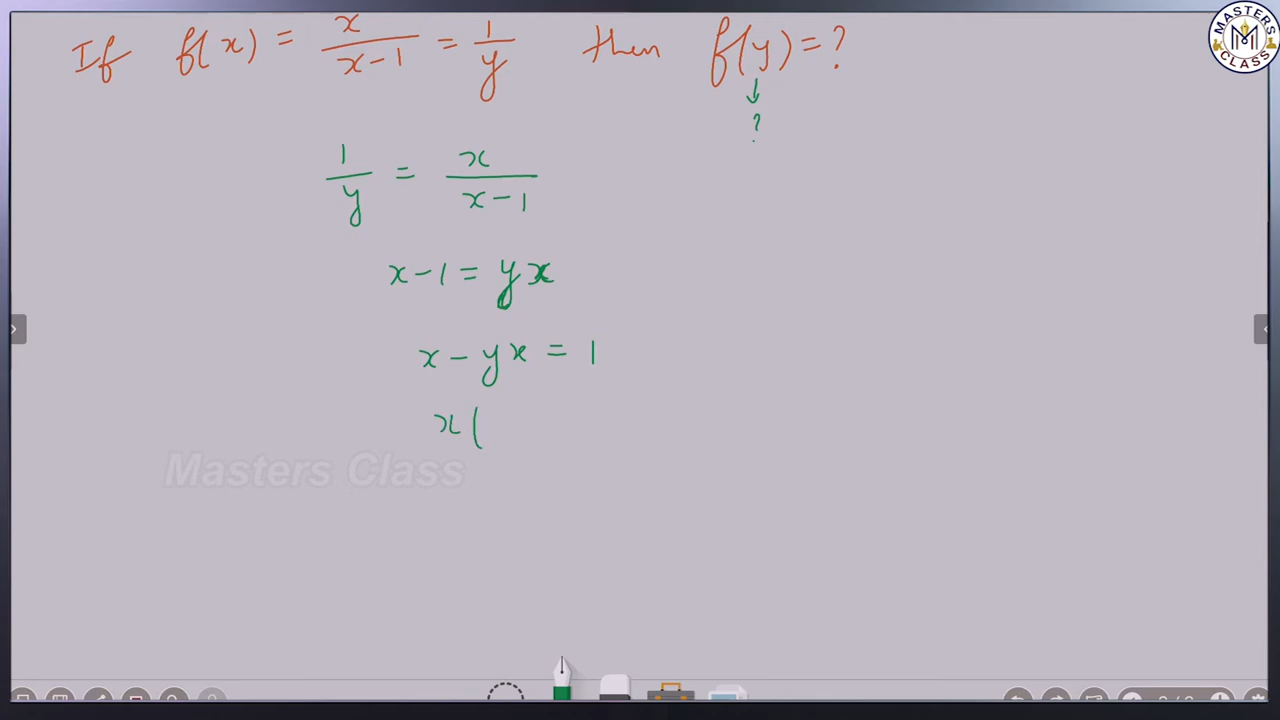 If f(x) = x/(x-1) = 1/y then f(y) = ?
↓
?
1/y = x/(x-1)
x-1 = yx
x - yx = 1
x(
Masters Class
MASTERS CLASS